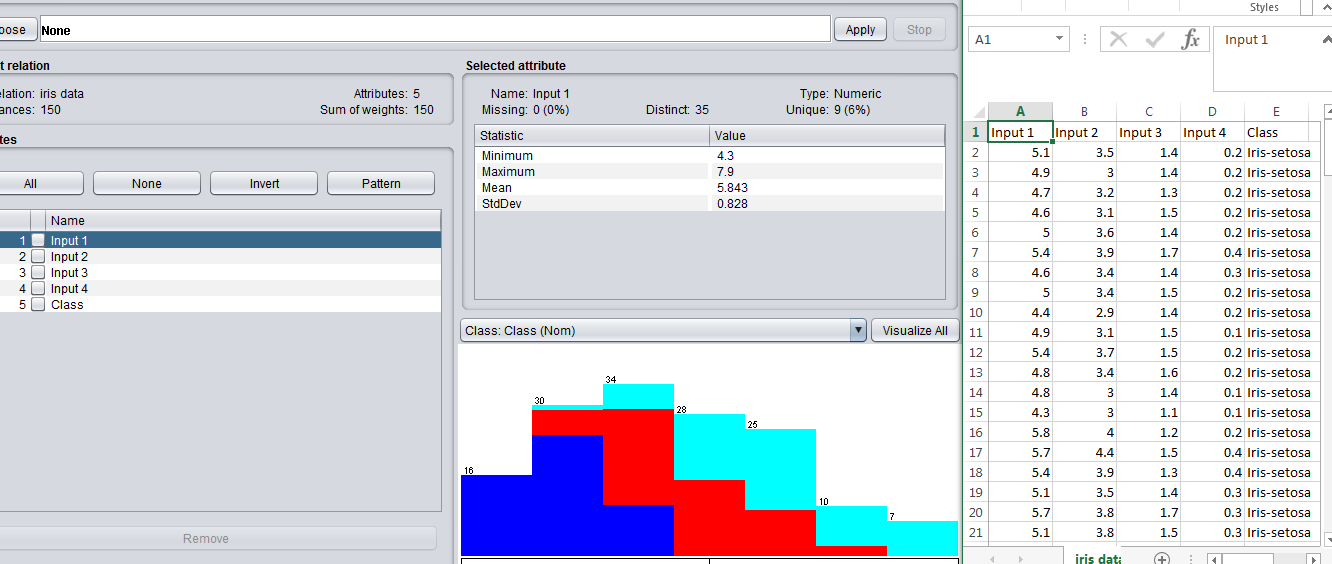 oose None Apply Stop
t relation
elation: iris data Attributes: 5
ances: 150 Sum of weights: 150
tes
All None Invert Pattern
Name
1 Input 1
2 Input 2
3 Input 3
4 Input 4
5 Class
Remove
Selected attribute
Name: Input 1 Type: Numeric
Missing: 0 (0%) Distinct: 35 Unique: 9 (6%)
Statistic Value
Minimum 4.3
Maximum 7.9
Mean 5.843
StdDev 0.828
Class: Class (Nom) Visualize All
16 30 34 28 25 10 7
Styles
A1 fx Input 1
A B C D E
1 Input 1 Input 2 Input 3 Input 4 Class
2 5.1 3.5 1.4 0.2 Iris-setosa
3 4.9 3 1.4 0.2 Iris-setosa
4 4.7 3.2 1.3 0.2 Iris-setosa
5 4.6 3.1 1.5 0.2 Iris-setosa
6 5 3.6 1.4 0.2 Iris-setosa
7 5.4 3.9 1.7 0.4 Iris-setosa
8 4.6 3.4 1.4 0.3 Iris-setosa
9 5 3.4 1.5 0.2 Iris-setosa
10 4.4 2.9 1.4 0.2 Iris-setosa
11 4.9 3.1 1.5 0.1 Iris-setosa
12 5.4 3.7 1.5 0.2 Iris-setosa
13 4.8 3.4 1.6 0.2 Iris-setosa
14 4.8 3 1.4 0.1 Iris-setosa
15 4.3 3 1.1 0.1 Iris-setosa
16 5.8 4 1.2 0.2 Iris-setosa
17 5.7 4.4 1.5 0.4 Iris-setosa
18 5.4 3.9 1.3 0.4 Iris-setosa
19 5.1 3.5 1.4 0.3 Iris-setosa
20 5.7 3.8 1.7 0.3 Iris-setosa
21 5.1 3.8 1.5 0.3 Iris-setosa
iris data